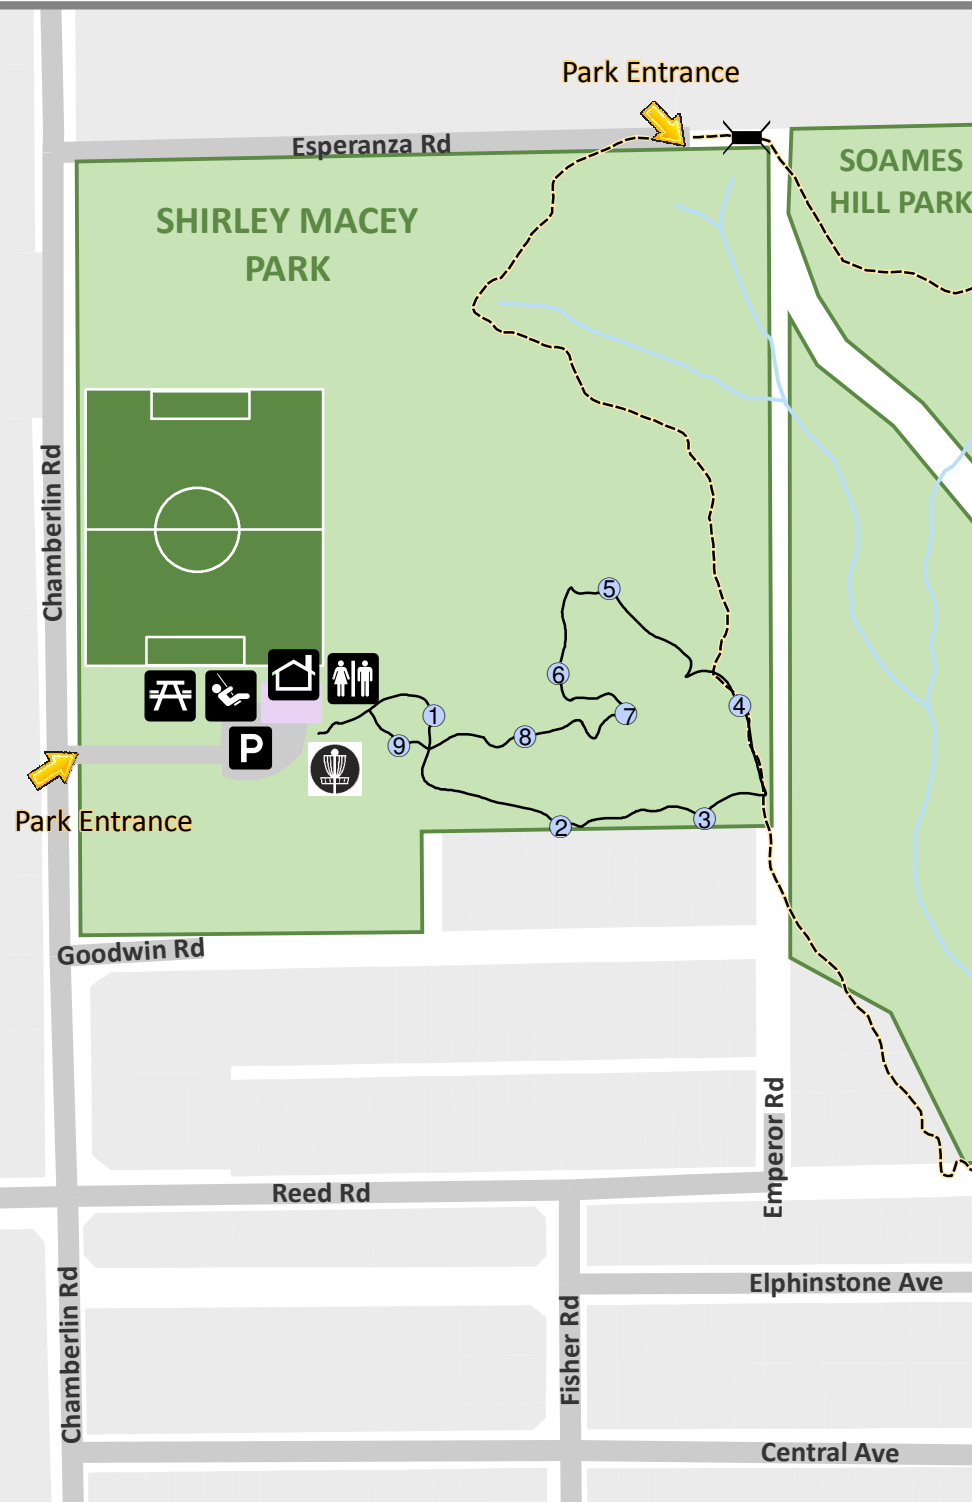 Park Entrance
Esperanza Rd
SOAMES
HILL PARK
SHIRLEY MACEY
PARK
Chamberlin Rd
5
6
4
7
1
8
9
P
Park Entrance
3
2
Goodwin Rd
Emperor Rd
Reed Rd
Elphinstone Ave
Chamberlin Rd
Fisher Rd
Central Ave